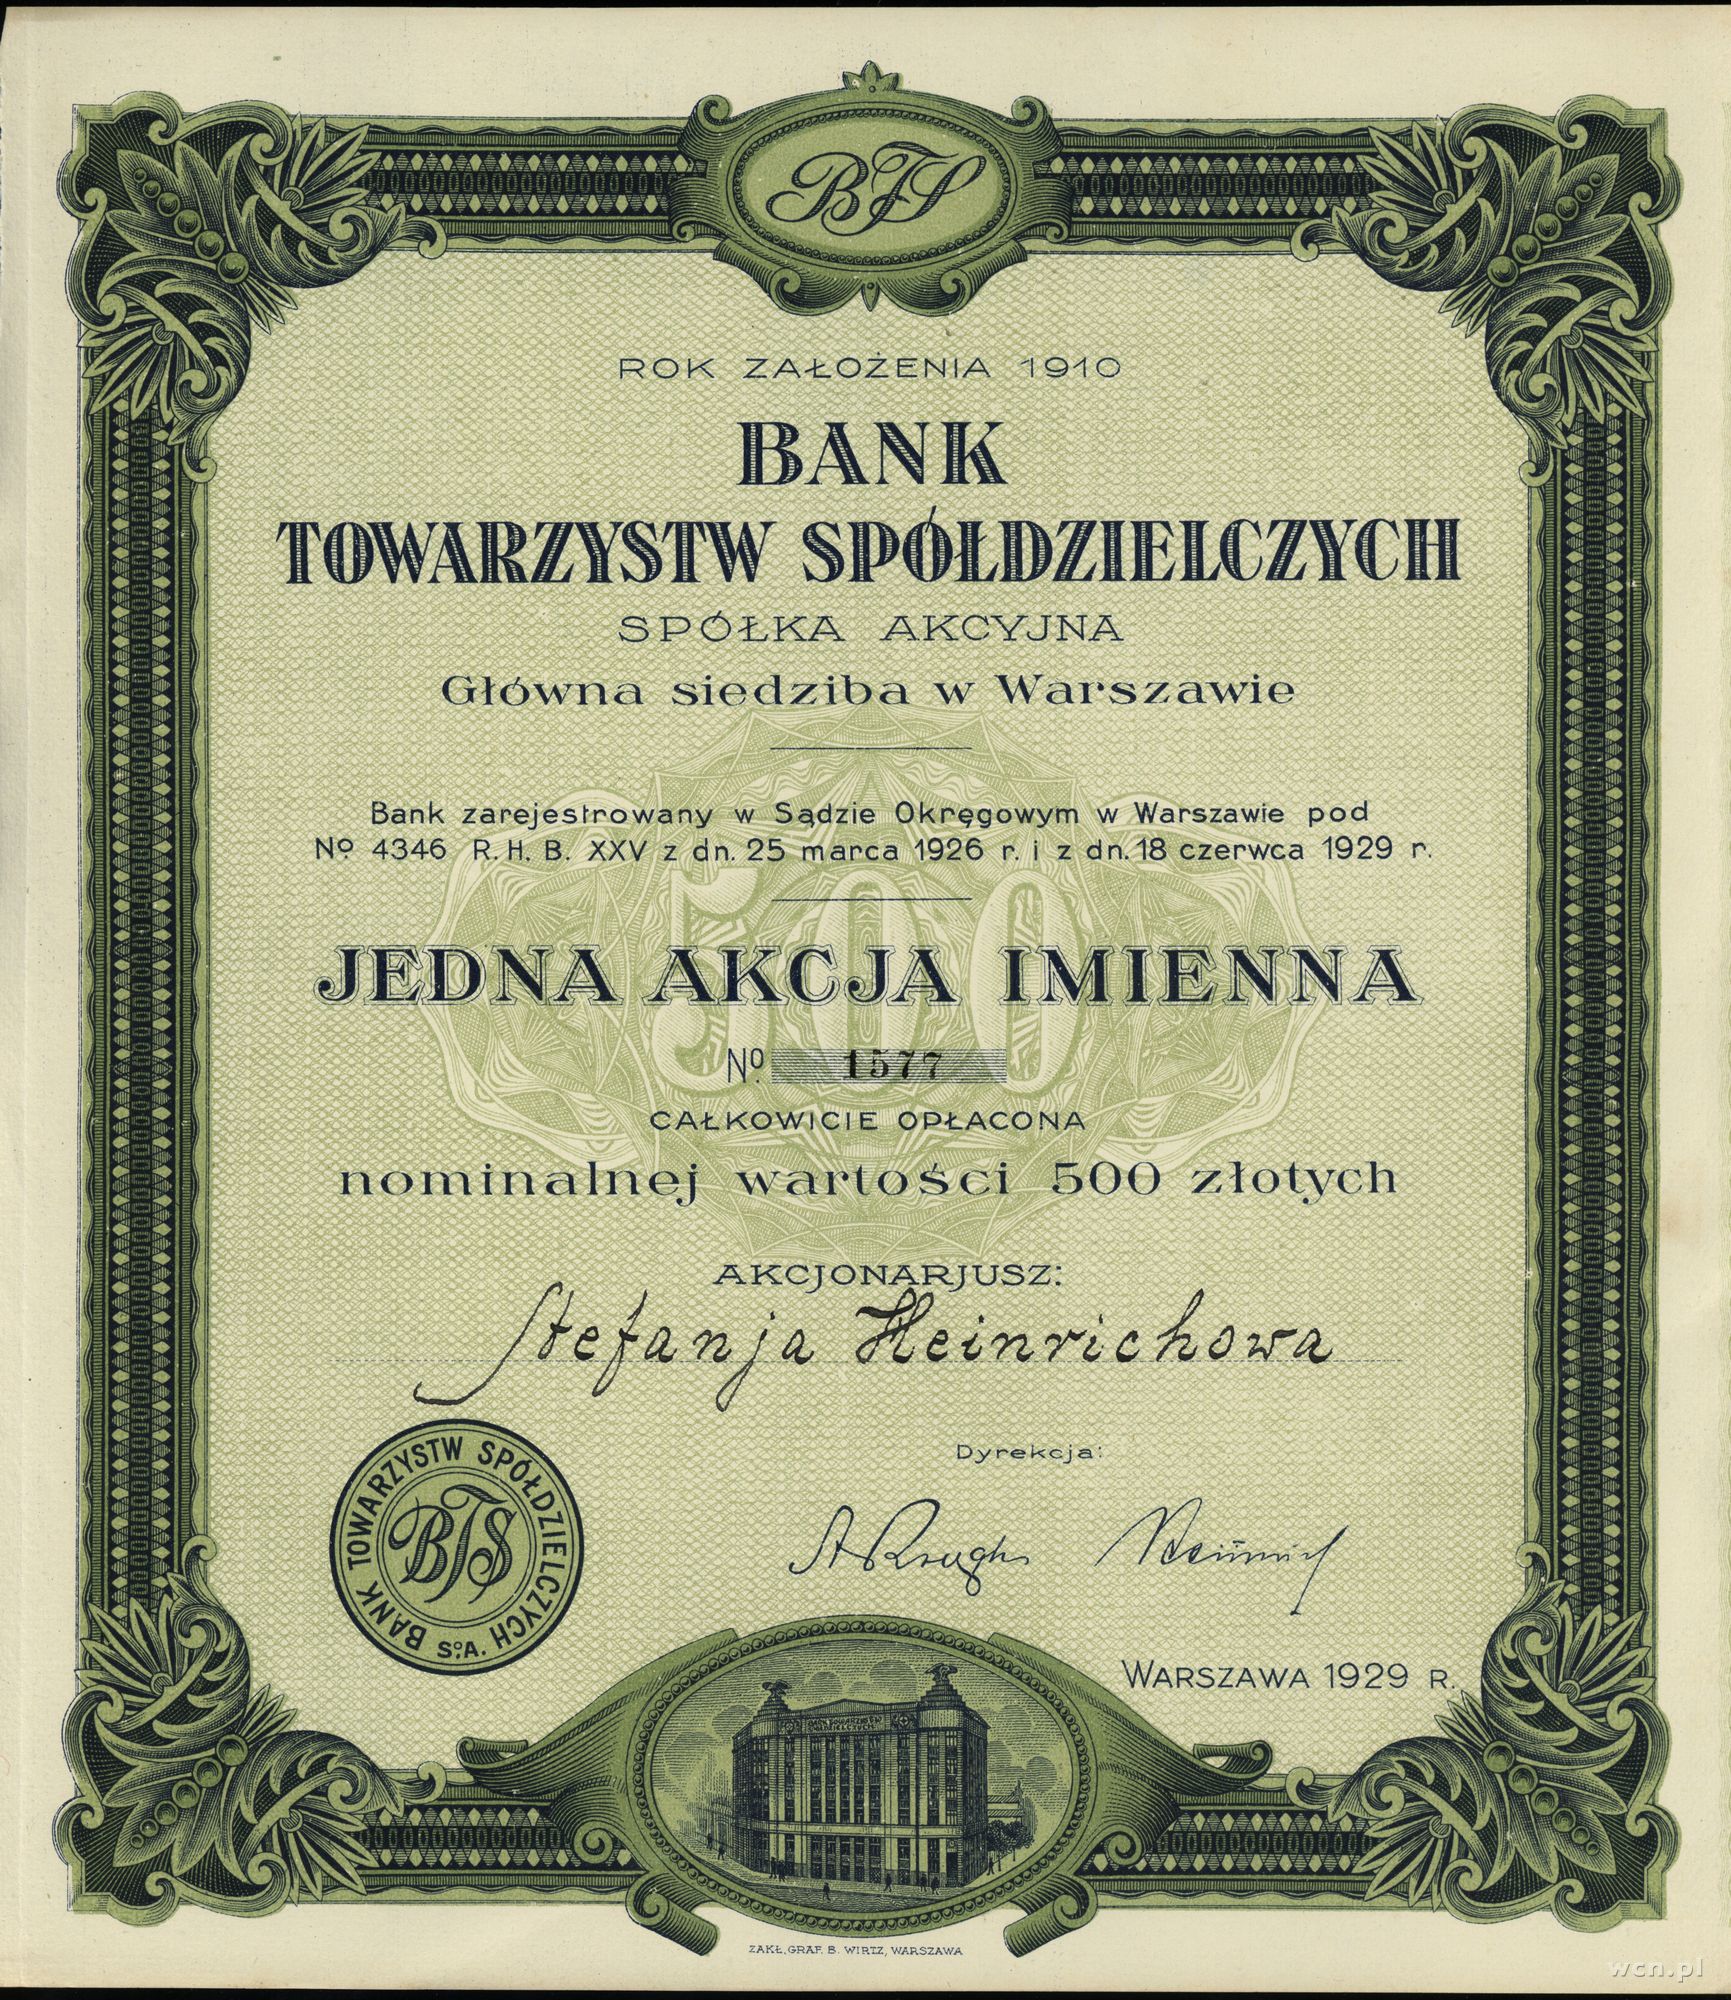 BTS
ROK ZAŁOŻENIA 1910
BANK
TOWARZYSTW SPÓŁDZIELCZYCH
SPÓŁKA AKCYJNA
Główna siedziba w Warszawie
Bank zarejestrowany w Sądzie Okręgowym w Warszawie pod
Nº 4346 R. H. B. XXV z dn. 25 marca 1926 r. i z dn. 18 czerwca 1929 r.
500
JEDNA AKCJA IMIENNA
Nº 1577
CAŁKOWICIE OPŁACONA
nominalnej wartości 500 złotych
AKCJONARJUSZ:
Stefanja Heinrichowa
Dyrekcja:
BANK TOWARZYSTW SPÓŁDZIELCZYCH
BTS
S.A.
WARSZAWA 1929 R.
BANK TOWARZYSTW
SPÓŁDZIELCZYCH
ZAKŁ. GRAF. B. WIRTZ, WARSZAWA
wcn.pl